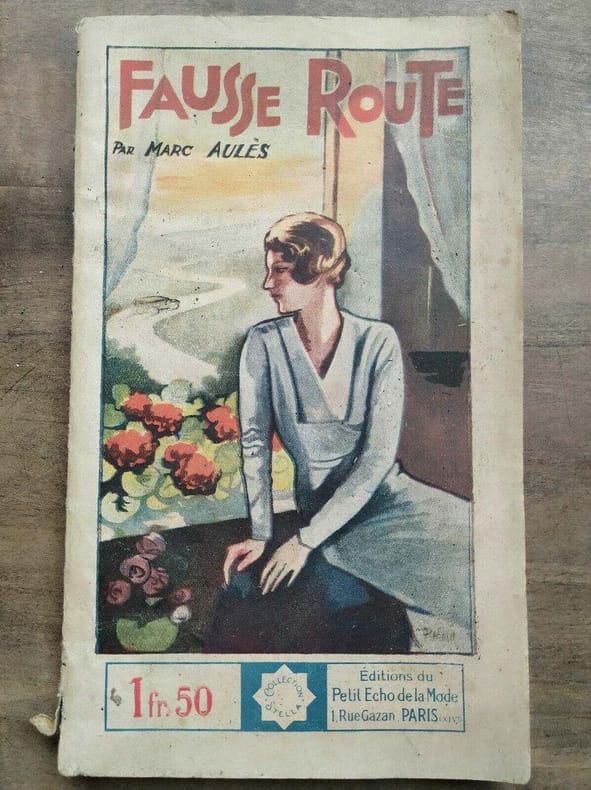 FAUSSE ROUTE
PAR MARC AULÈS
1 fr. 50
COLLECTION
STELLA
Éditions du
Petit Echo de la Mode
1, Rue Gazan. PARIS (XIVe)